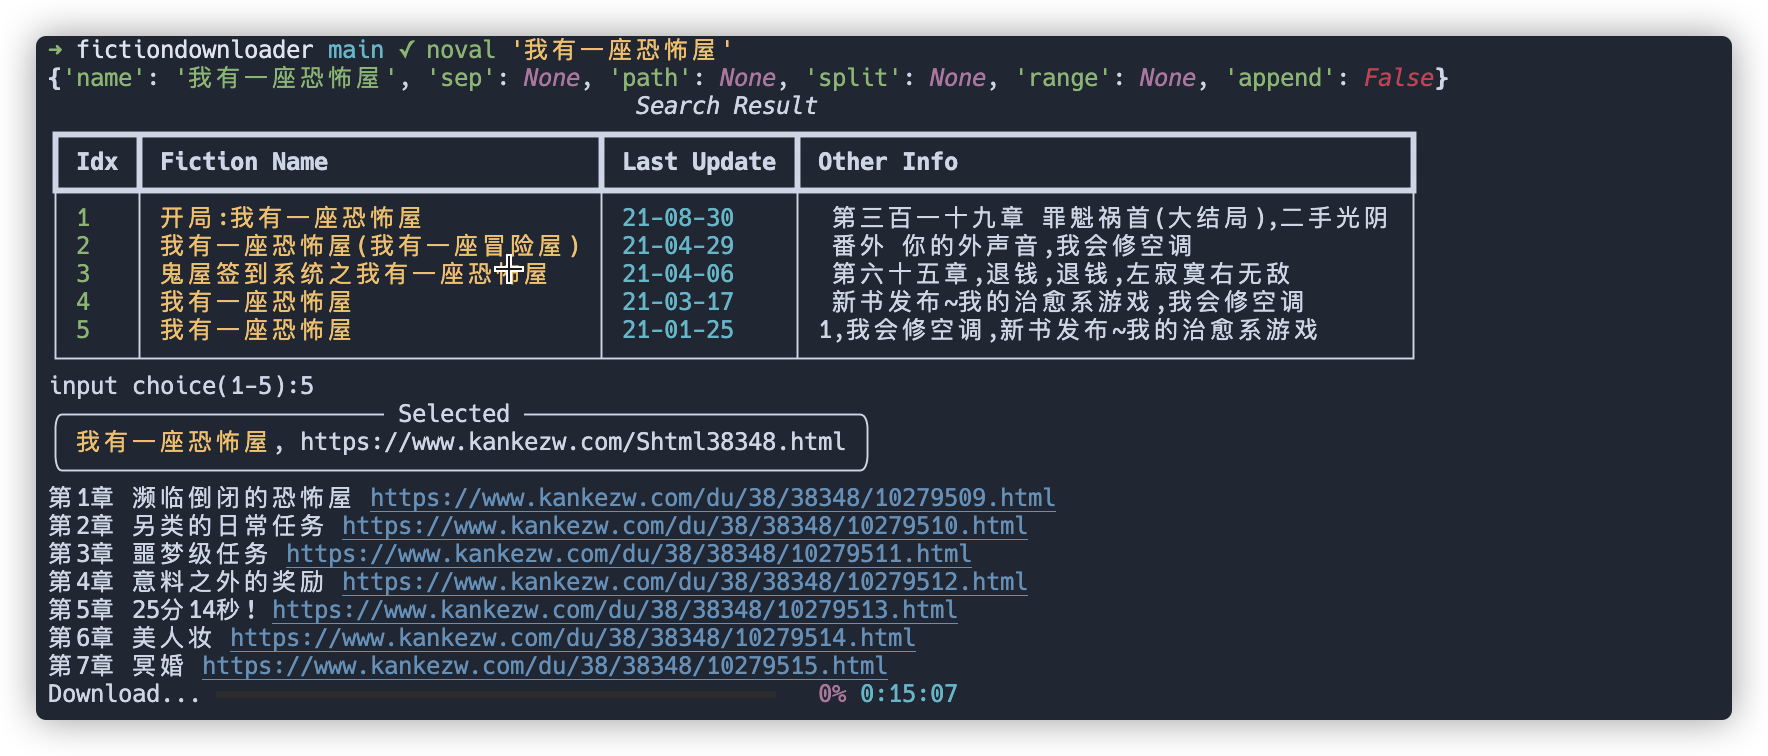 ➜ fictiondownloader main ✓ noval '我有一座恐怖屋'
{'name': '我有一座恐怖屋', 'sep': None, 'path': None, 'split': None, 'range': None, 'append': False}
Search Result
Idx Fiction Name Last Update Other Info
1 开局:我有一座恐怖屋 21-08-30 第三百一十九章 罪魁祸首(大结局),二手光阴
2 我有一座恐怖屋(我有一座冒险屋) 21-04-29 番外 你的外声音,我会修空调
3 鬼屋签到系统之我有一座恐怖屋 21-04-06 第六十五章,退钱,退钱,左寂寞右无敌
4 我有一座恐怖屋 21-03-17 新书发布~我的治愈系游戏,我会修空调
5 我有一座恐怖屋 21-01-25 1,我会修空调,新书发布~我的治愈系游戏
input choice(1-5):5
Selected
我有一座恐怖屋, https://www.kankezw.com/Shtml38348.html
第1章 濒临倒闭的恐怖屋 https://www.kankezw.com/du/38/38348/10279509.html
第2章 另类的日常任务 https://www.kankezw.com/du/38/38348/10279510.html
第3章 噩梦级任务 https://www.kankezw.com/du/38/38348/10279511.html
第4章 意料之外的奖励 https://www.kankezw.com/du/38/38348/10279512.html
第5章 25分14秒! https://www.kankezw.com/du/38/38348/10279513.html
第6章 美人妆 https://www.kankezw.com/du/38/38348/10279514.html
第7章 冥婚 https://www.kankezw.com/du/38/38348/10279515.html
Download... 0% 0:15:07